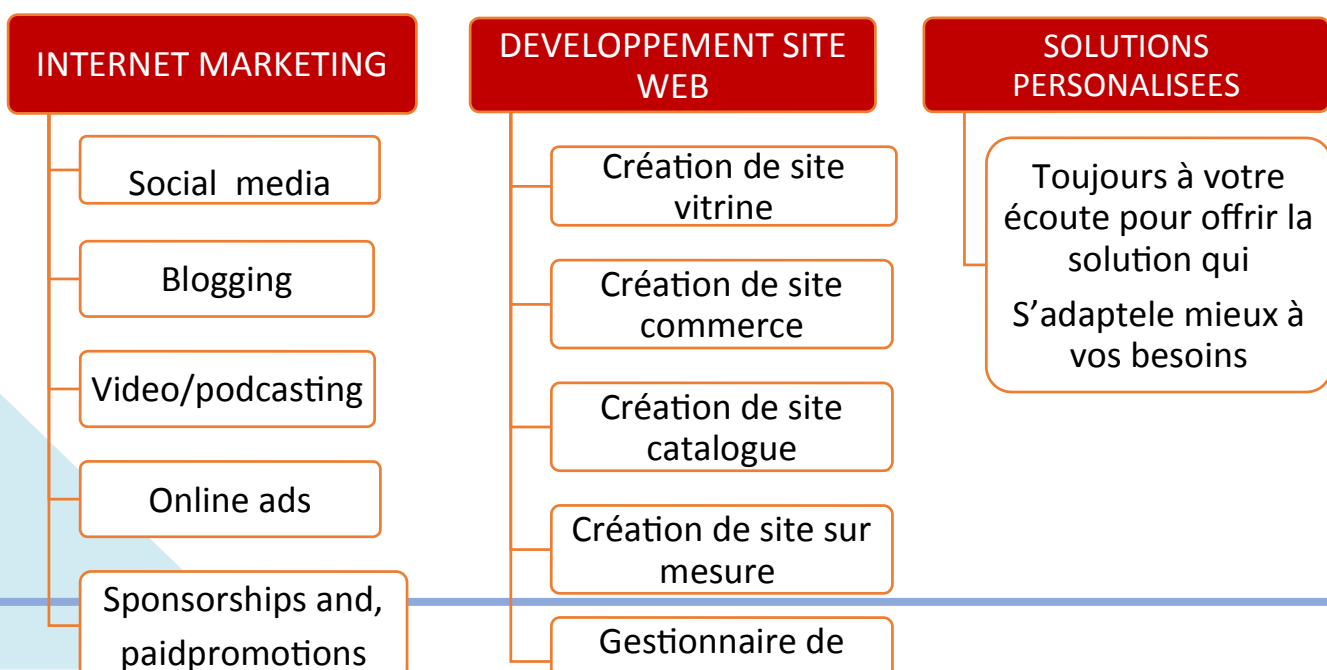 INTERNET MARKETING
Social  media
Blogging
Video/podcasting
Online ads
Sponsorships and,
paidpromotions
DEVELOPPEMENT SITE
WEB
Création de site
vitrine
Création de site
commerce
Création de site
catalogue
Création de site sur
mesure
Gestionnaire de
SOLUTIONS
PERSONALISEES
Toujours à votre
écoute pour offrir la
solution qui
S’adaptele mieux à
vos besoins